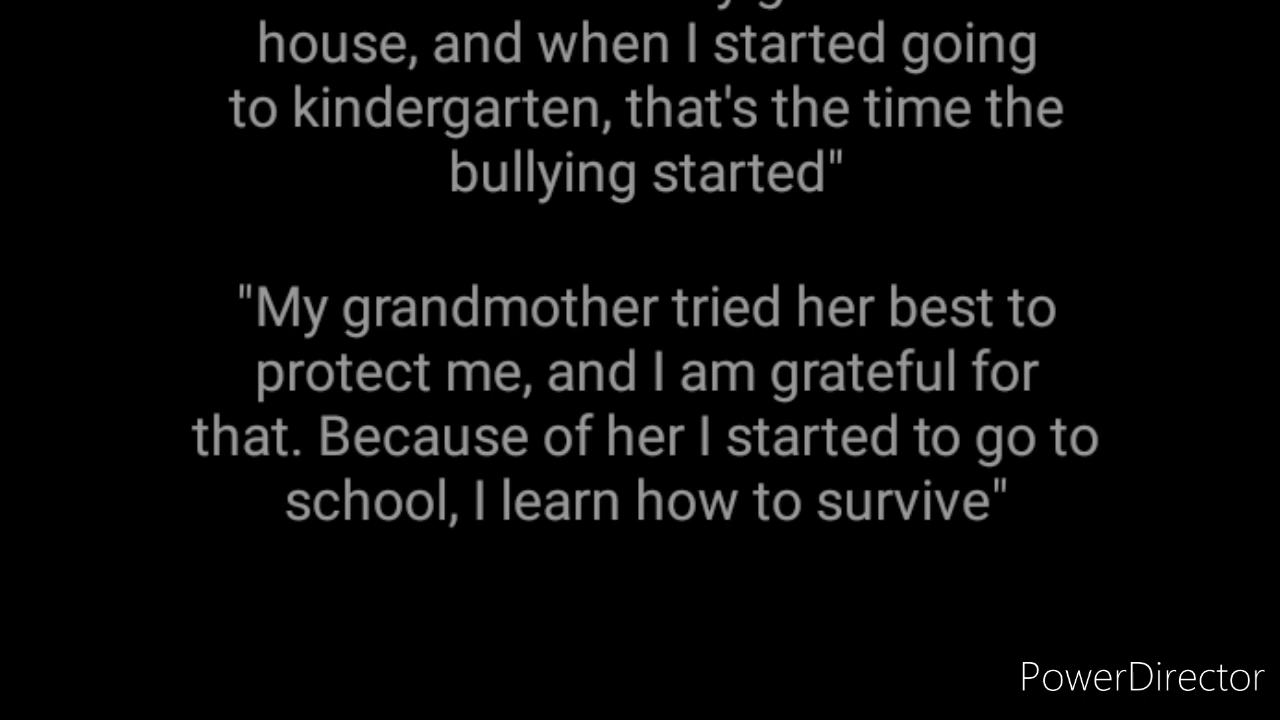 house, and when I started going
to kindergarten, that's the time the
bullying started"
"My grandmother tried her best to
protect me, and I am grateful for
that. Because of her I started to go to
school, I learn how to survive"
PowerDirector